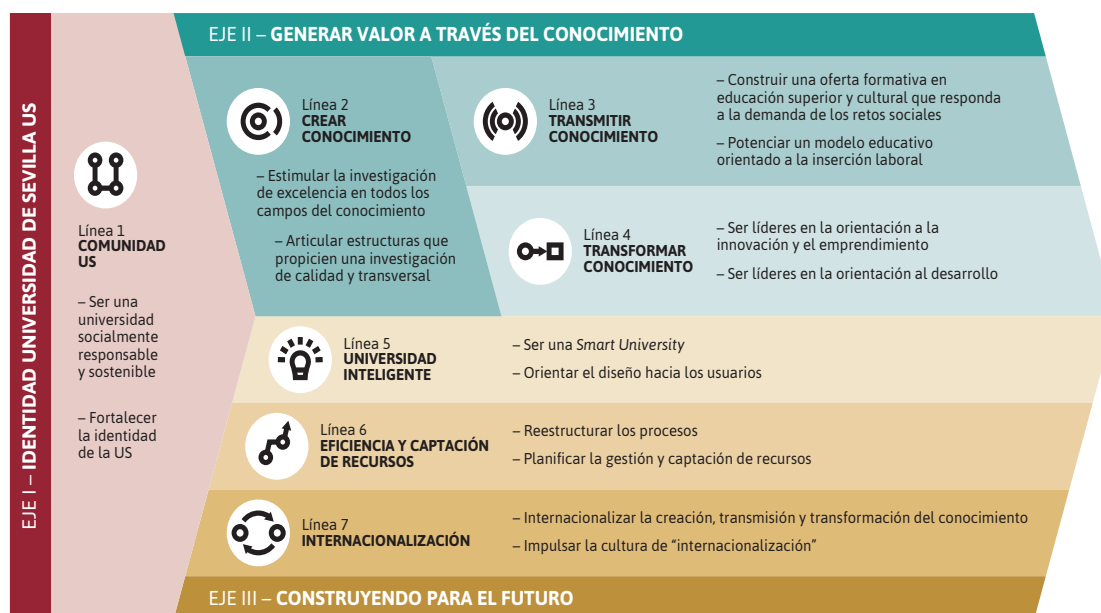 EJE I – IDENTIDAD UNIVERSIDAD DE SEVILLA US
Línea 1
COMUNIDAD
US
– Ser una
universidad
socialmente
responsable
y sostenible
– Fortalecer
la identidad
de la US
EJE II – GENERAR VALOR A TRAVÉS DEL CONOCIMIENTO
Línea 2
CREAR
CONOCIMIENTO
– Estimular la investigación
de excelencia en todos los
campos del conocimiento
– Articular estructuras que
propicien una investigación
de calidad y transversal
Línea 3
TRANSMITIR
CONOCIMIENTO
– Construir una oferta formativa en
educación superior y cultural que responda
a la demanda de los retos sociales
– Potenciar un modelo educativo
orientado a la inserción laboral
Línea 4
TRANSFORMAR
CONOCIMIENTO
– Ser líderes en la orientación a la
innovación y el emprendimiento
– Ser líderes en la orientación al desarrollo
Línea 5
UNIVERSIDAD
INTELIGENTE
– Ser una Smart University
– Orientar el diseño hacia los usuarios
Línea 6
EFICIENCIA Y CAPTACIÓN
DE RECURSOS
– Reestructurar los procesos
– Planificar la gestión y captación de recursos
Línea 7
INTERNACIONALIZACIÓN
– Internacionalizar la creación, transmisión y transformación del conocimiento
– Impulsar la cultura de “internacionalización”
EJE III – CONSTRUYENDO PARA EL FUTURO